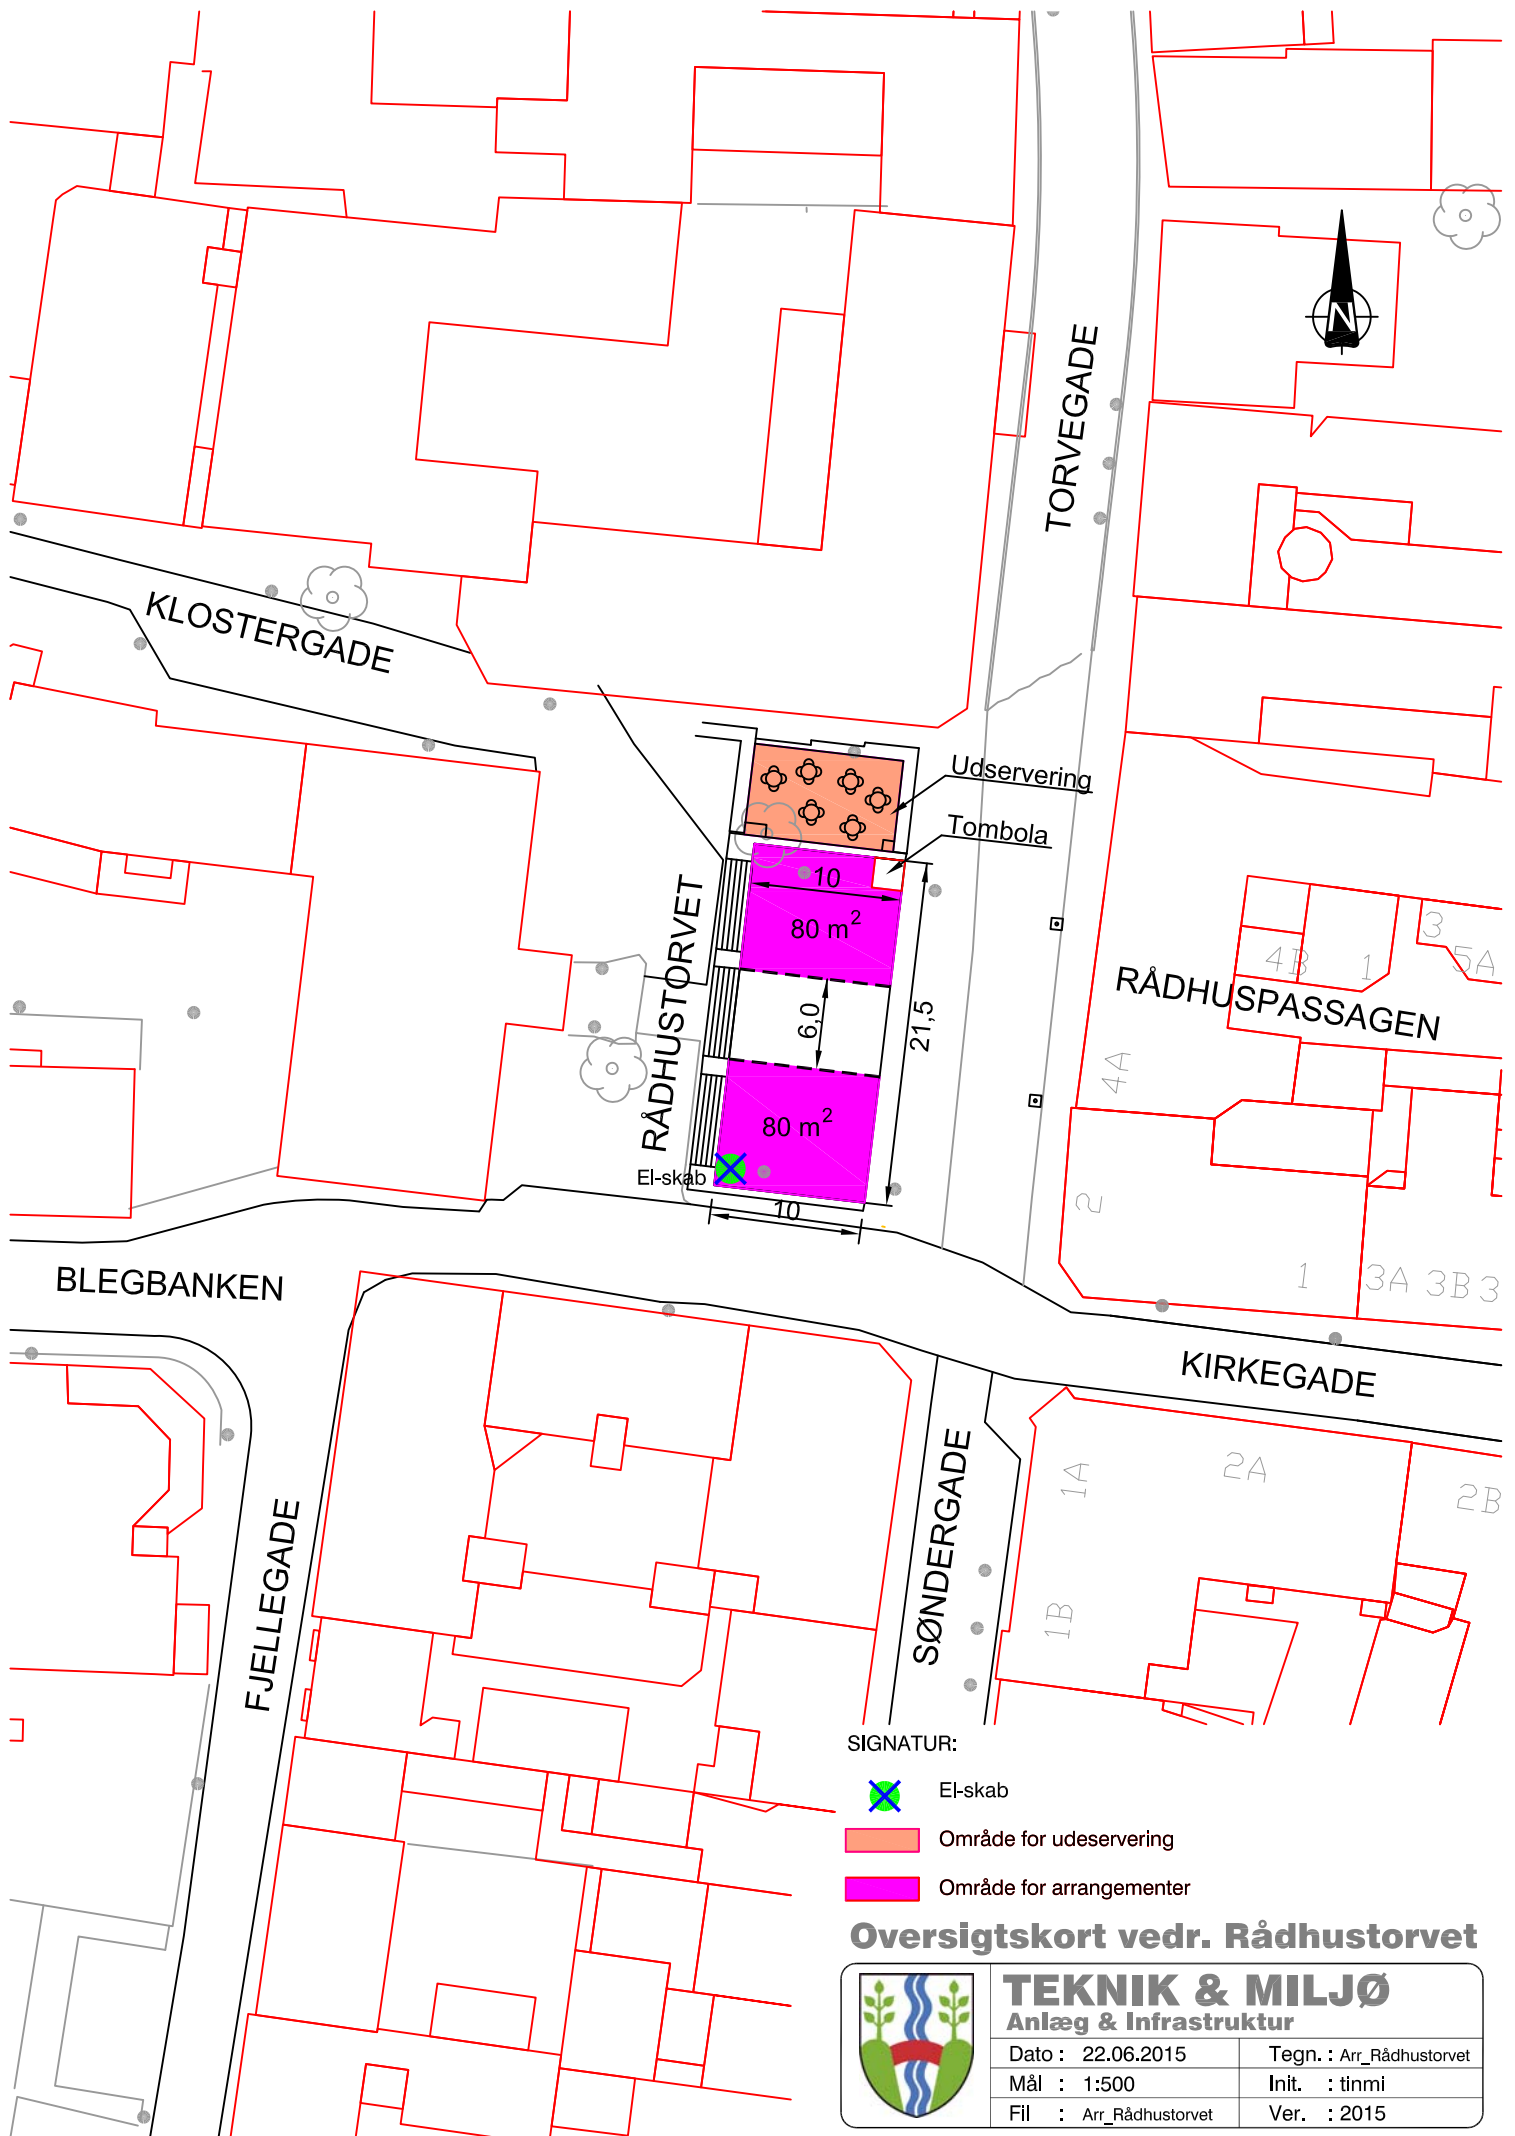 N
TORVEGADE
KLOSTERGADE
Udservering
Tombola
10
80 m²
RÅDHUSTORVET
6,0
21,5
3
4B
1
5A
RÅDHUSPASSAGEN
4A
80 m²
El-skab
10
2
1
3A
3B
3
BLEGBANKEN
KIRKEGADE
SØNDERGADE
1A
2A
2B
1B
FJELLEGADE
SIGNATUR:
El-skab
Område for udeservering
Område for arrangementer
Oversigtskort vedr. Rådhustorvet
TEKNIK & MILJØ
Anlæg & Infrastruktur
Dato : 22.06.2015
Tegn. : Arr_Rådhustorvet
Mål : 1:500
Init. : tinmi
Fil : Arr_Rådhustorvet
Ver. : 2015